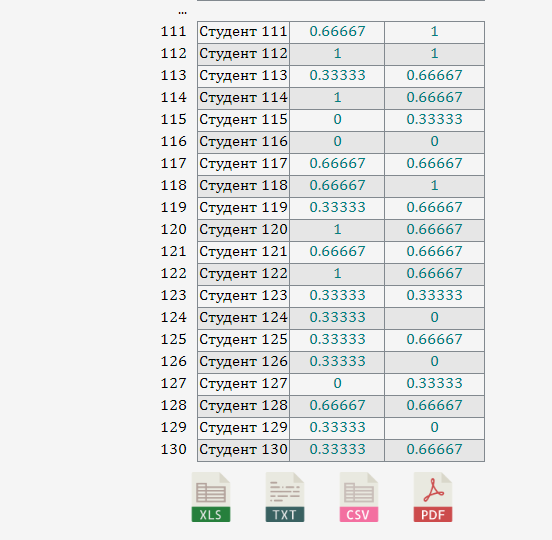 ...
111 Студент 111 0.66667 1
112 Студент 112 1 1
113 Студент 113 0.33333 0.66667
114 Студент 114 1 0.66667
115 Студент 115 0 0.33333
116 Студент 116 0 0
117 Студент 117 0.66667 0.66667
118 Студент 118 0.66667 1
119 Студент 119 0.33333 0.66667
120 Студент 120 1 0.66667
121 Студент 121 0.66667 0.66667
122 Студент 122 1 0.66667
123 Студент 123 0.33333 0.33333
124 Студент 124 0.33333 0
125 Студент 125 0.33333 0.66667
126 Студент 126 0.33333 0
127 Студент 127 0 0.33333
128 Студент 128 0.66667 0.66667
129 Студент 129 0.33333 0
130 Студент 130 0.33333 0.66667
XLS TXT CSV PDF